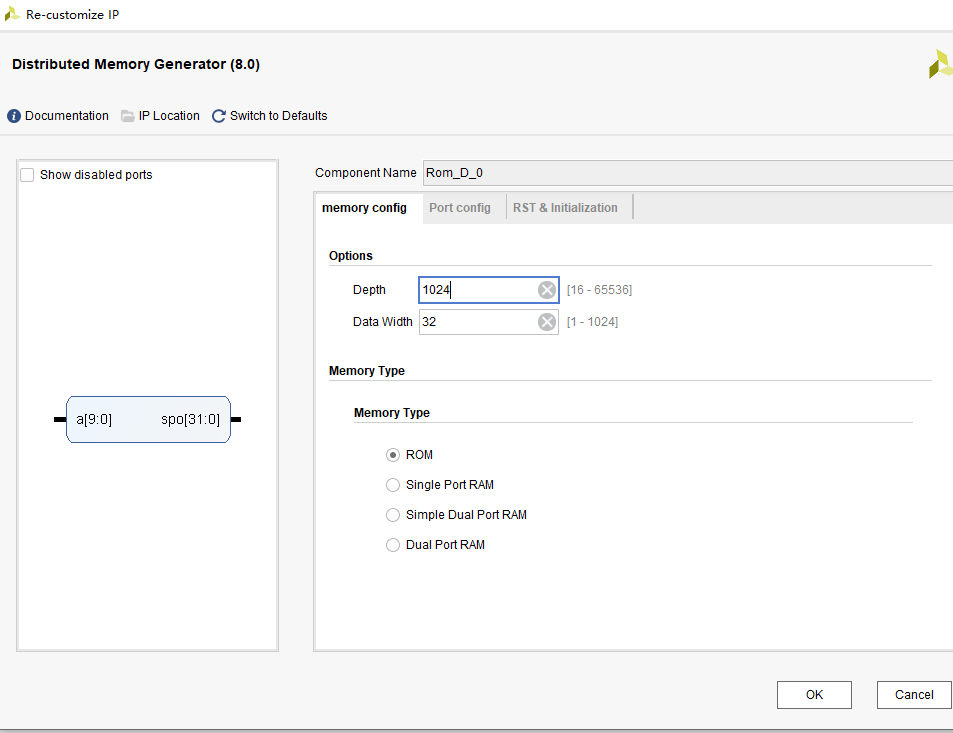 Re-customize IP
Distributed Memory Generator (8.0)
Documentation IP Location Switch to Defaults
Show disabled ports
a[9:0] spo[31:0]
Component Name Rom_D_0
memory config Port config RST & Initialization
Options
Depth 1024 [16 - 65536]
Data Width 32 [1 - 1024]
Memory Type
Memory Type
ROM
Single Port RAM
Simple Dual Port RAM
Dual Port RAM
OK Cancel